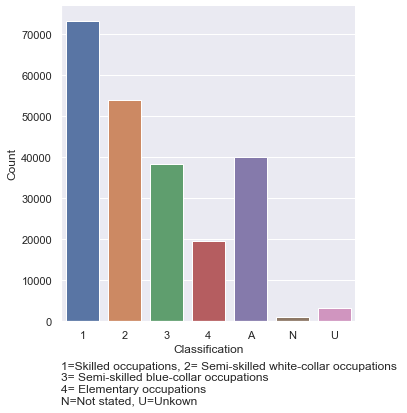 70000
60000
50000
40000
30000
20000
10000
0
Count
1 2 3 4 A N U
Classification
1=Skilled occupations, 2= Semi-skilled white-collar occupations
3= Semi-skilled blue-collar occupations
4= Elementary occupations
N=Not stated, U=Unkown